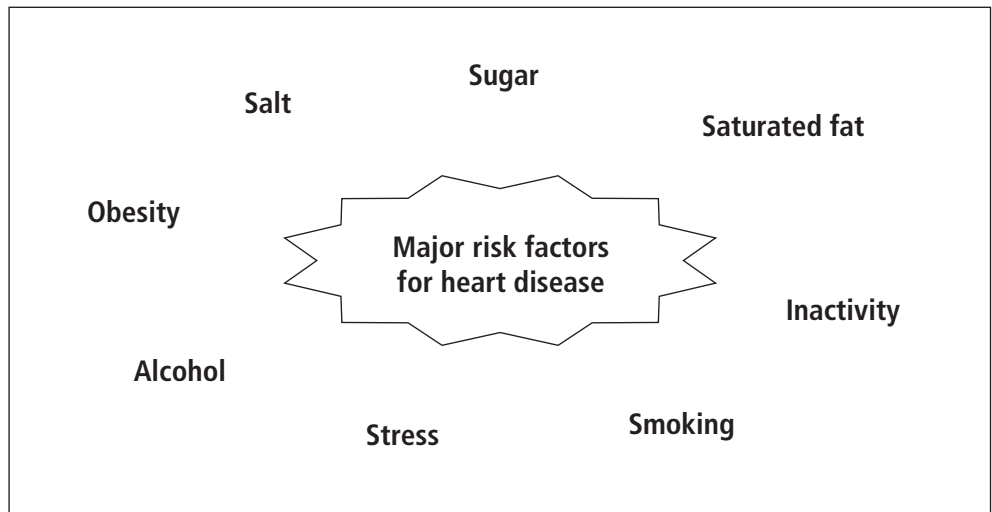 Sugar
Salt
Saturated fat
Obesity
Major risk factors
for heart disease
Inactivity
Alcohol
Smoking
Stress